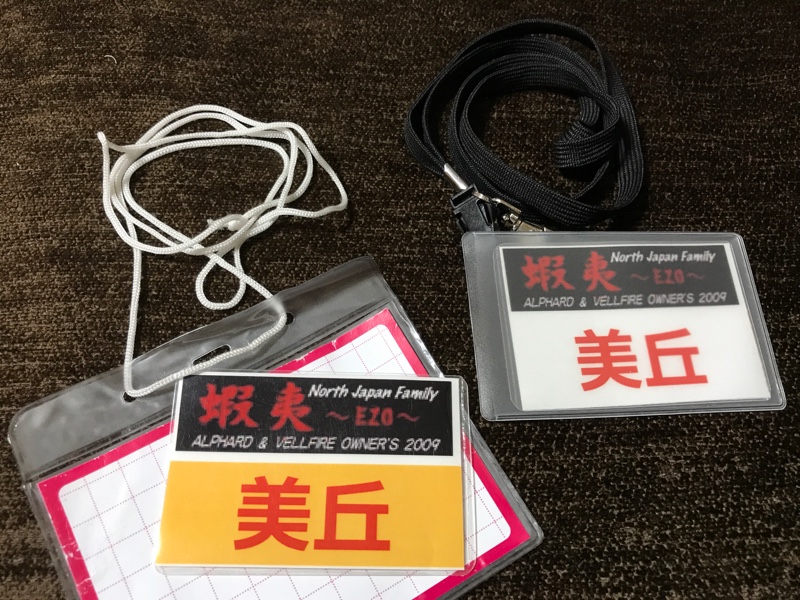 蝦夷 North Japan Family
～EZO～
ALPHARD & VELLFIRE OWNER'S 2009
美丘
蝦夷 North Japan Family
～EZO～
ALPHARD & VELLFIRE OWNER'S 2009
美丘